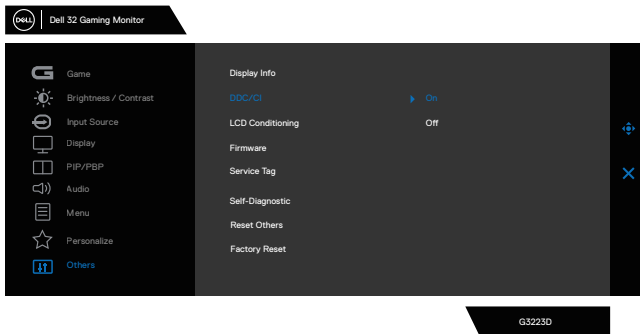 DELL
Dell 32 Gaming Monitor
Game
Brightness / Contrast
Input Source
Display
PIP/PBP
Audio
Menu
Personalize
Others
Display Info
DDC/CI
On
LCD Conditioning
Off
Firmware
Service Tag
Self-Diagnostic
Reset Others
Factory Reset
G3223D